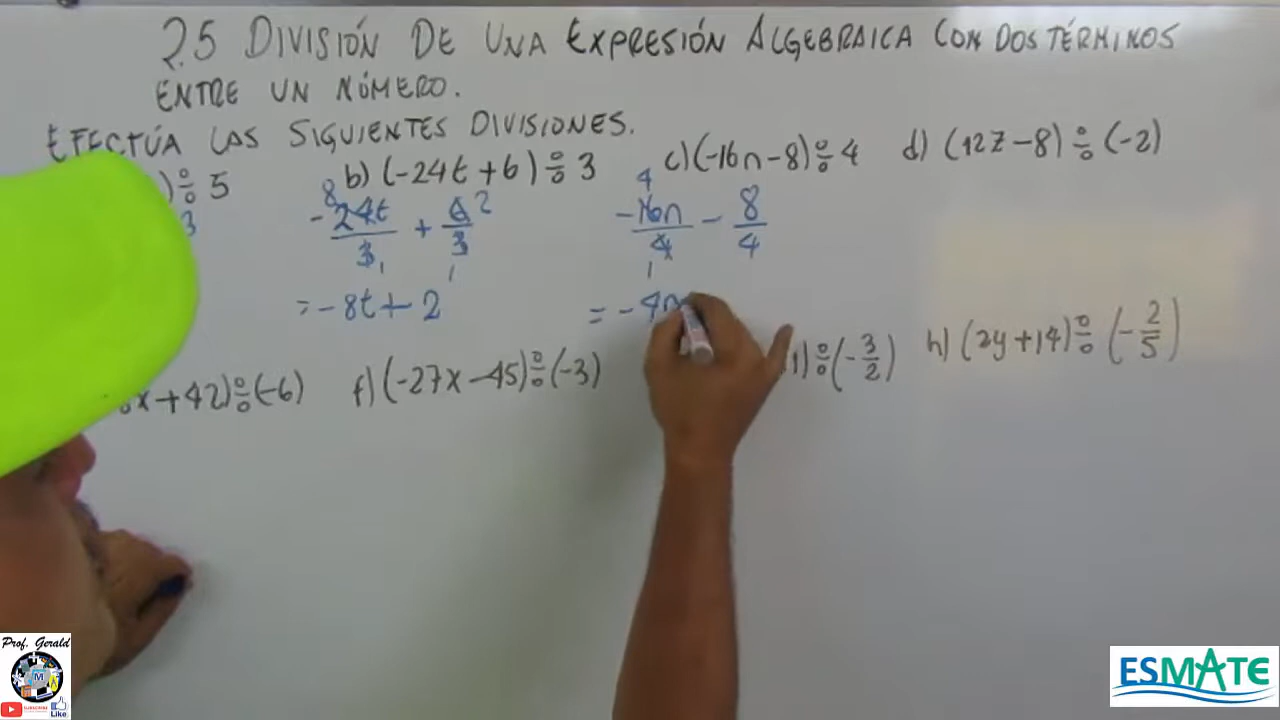 2.5 DIVISIÓN DE UNA EXPRESIÓN ALGEBRAICA CON DOS TÉRMINOS
ENTRE UN NÚMERO.
EFECTÚA LAS SIGUIENTES DIVISIONES.
)÷5
3
b) (-24t+6)÷3
8 2
-24t/3 + 6/3
1 1
=-8t+2
c) (-16n-8)÷4
4
-16n/4 - 8/4
1
= -4n
d) (12z-8)÷(-2)
x+42)÷(-6)
f) (-27x-45)÷(-3)
)÷(-3/2)
h) (2y+14)÷(-2/5)
Prof. Gerald
M
SUBSCRIBE
Like
ESMATE